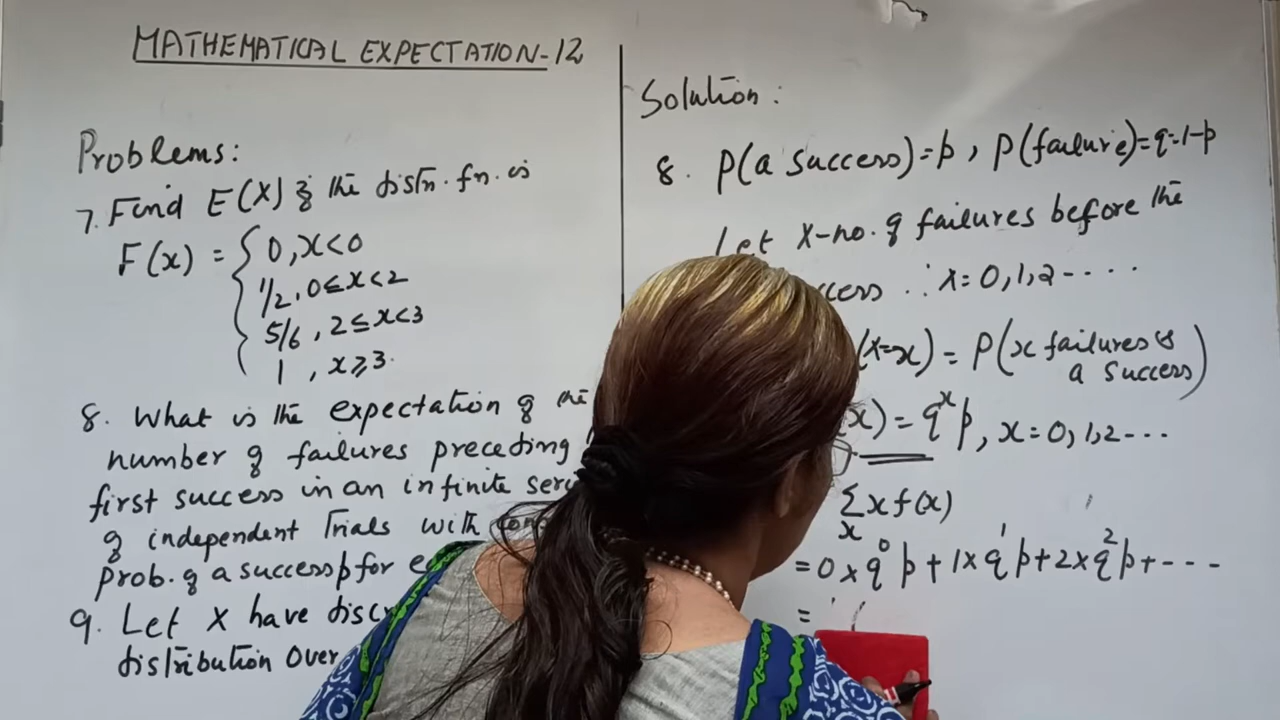 MATHEMATICAL EXPECTATION-12
Problems:
7. Find E(X) if the distn. fn. is
F(x) = { 0, x<0
1/2, 0≤x<2
5/6, 2≤x<3
1, x≥3.
8. What is the expectation of the
number of failures preceding
first success in an infinite
of independent Trials with
prob. of a success p for
9. Let X have
distribution Over
Solution:
8. P(a success)=p, P(failure)=q=1-p
Let X-no. of failures before the
∴ x=0,1,2----
(X=x) = P(x failures & a success)
(x) = q^x p, x=0,1,2---
∑_x x f(x)
= 0×q^0 p + 1×q^1 p + 2×q^2 p + ---
=